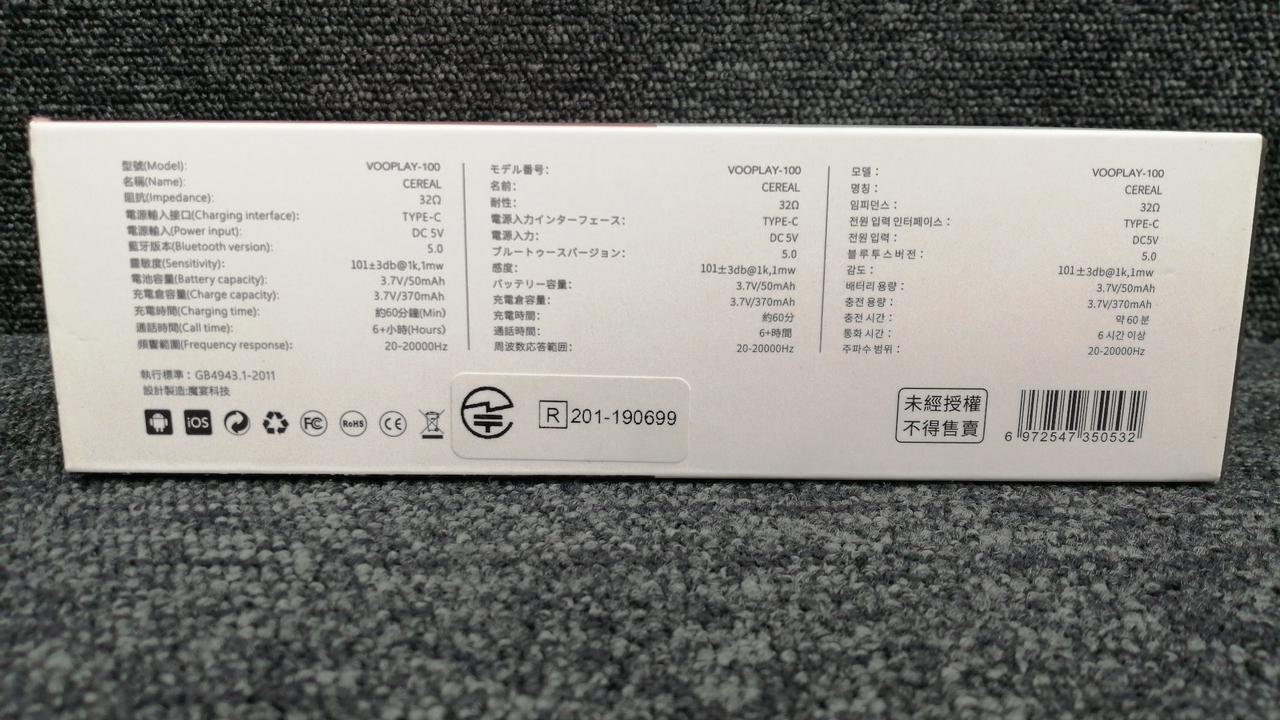 型號(Model): VOOPLAY-100
名稱(Name): CEREAL
阻抗(Impedance): 32Ω
電源輸入接口(Charging interface): TYPE-C
電源輸入(Power input): DC 5V
藍牙版本(Bluetooth version): 5.0
靈敏度(Sensitivity): 101±3db@1k,1mw
電池容量(Battery capacity): 3.7V/50mAh
充電倉容量(Charge capacity): 3.7V/370mAh
充電時間(Charging time): 約60分鐘(Min)
通話時間(Call time): 6+小時(Hours)
頻響範圍(Frequency response): 20-20000Hz
執行標準：GB4943.1-2011
設計製造:魔宴科技
iOS
FC
RoHS
CE
モデル番号: VOOPLAY-100
名前: CEREAL
耐性: 32Ω
電源入力インターフェース: TYPE-C
電源入力: DC 5V
ブルートゥースバージョン: 5.0
感度: 101±3db@1k,1mw
バッテリー容量: 3.7V/50mAh
充電倉容量: 3.7V/370mAh
充電時間: 約60分
通話時間: 6+時間
周波数応答範囲: 20-20000Hz
R 201-190699
모델 : VOOPLAY-100
명칭 : CEREAL
임피던스 : 32Ω
전원 입력 인터페이스 : TYPE-C
전원 입력 : DC5V
블루투스 버전 : 5.0
감도 : 101±3db@1k,1mw
배터리 용량 : 3.7V/50mAh
충전 용량 : 3.7V/370mAh
충전 시간 : 약 60 분
통화 시간 : 6 시간 이상
주파수 범위 : 20-20000Hz
未經授權
不得售賣
6 972547 350532